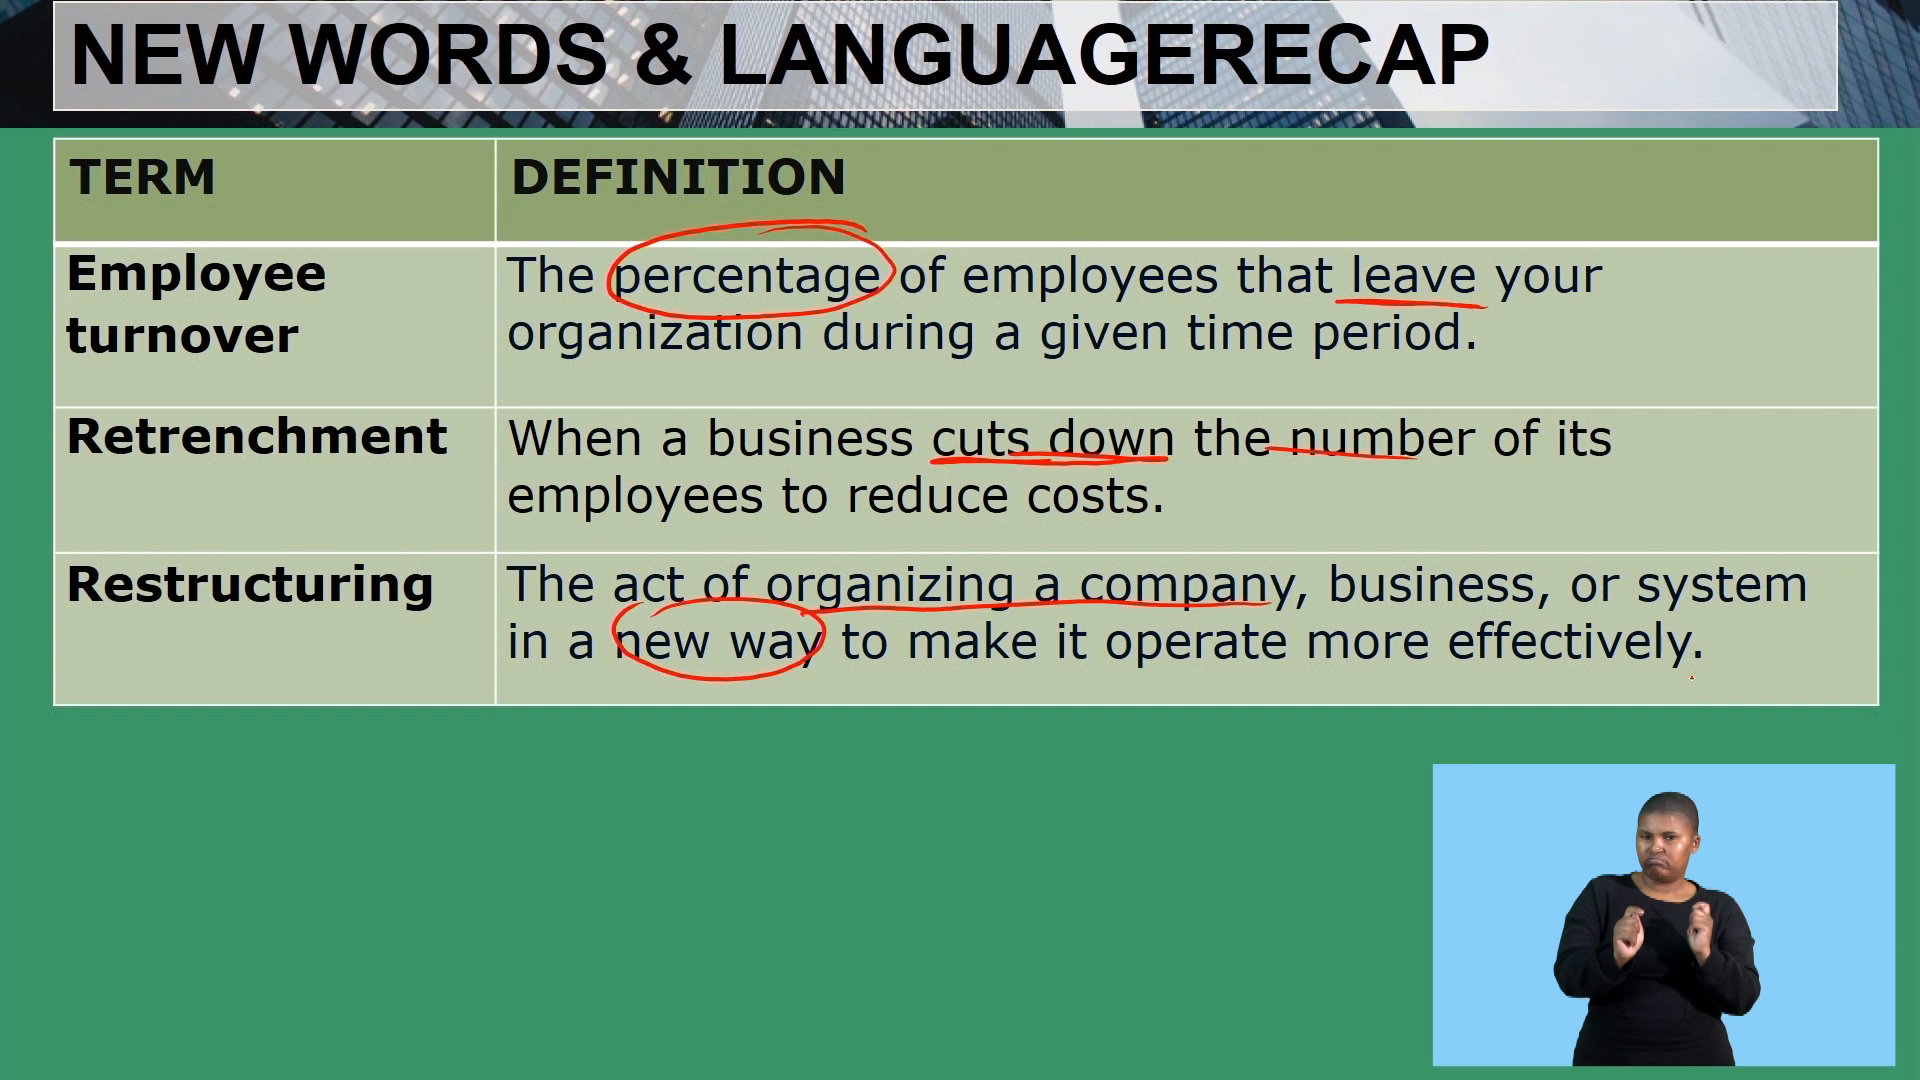 NEW WORDS & LANGUAGERECAP
TERM
DEFINITION
Employee
turnover
The percentage of employees that leave your
organization during a given time period.
Retrenchment
When a business cuts down the number of its
employees to reduce costs.
Restructuring
The act of organizing a company, business, or system
in a new way to make it operate more effectively.